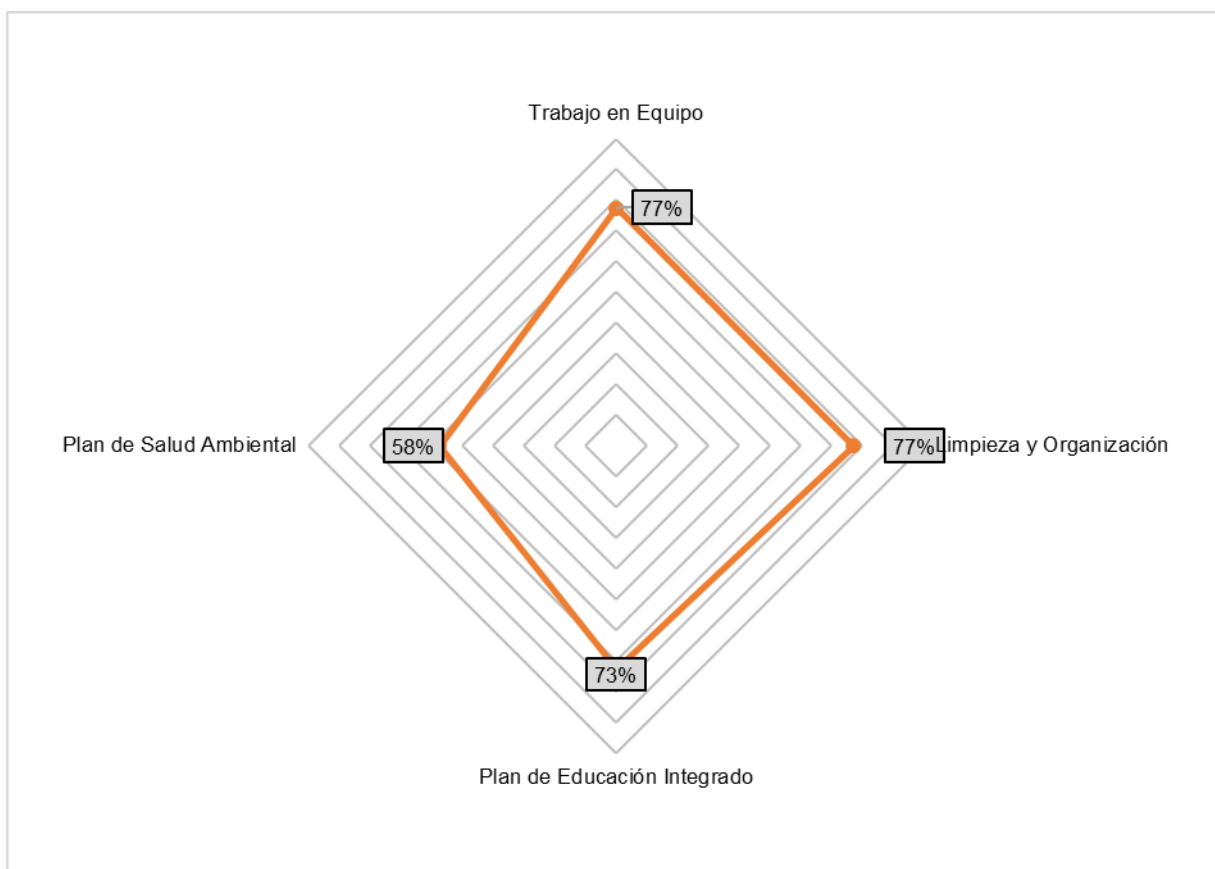 Trabajo en Equipo
77%
Plan de Salud Ambiental
58%
77%
Limpieza y Organización
73%
Plan de Educación Integrado